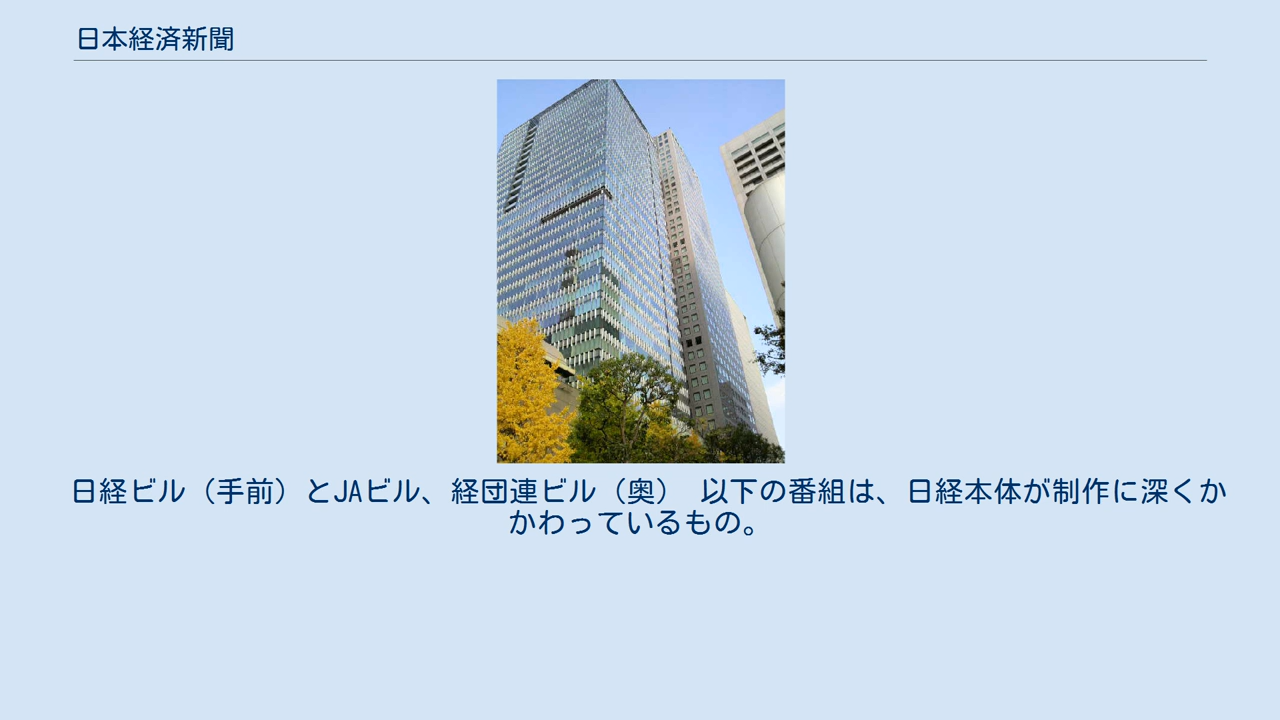 日本経済新聞
日経ビル（手前）とJAビル、経団連ビル（奥） 以下の番組は、日経本体が制作に深くか
かわっているもの。